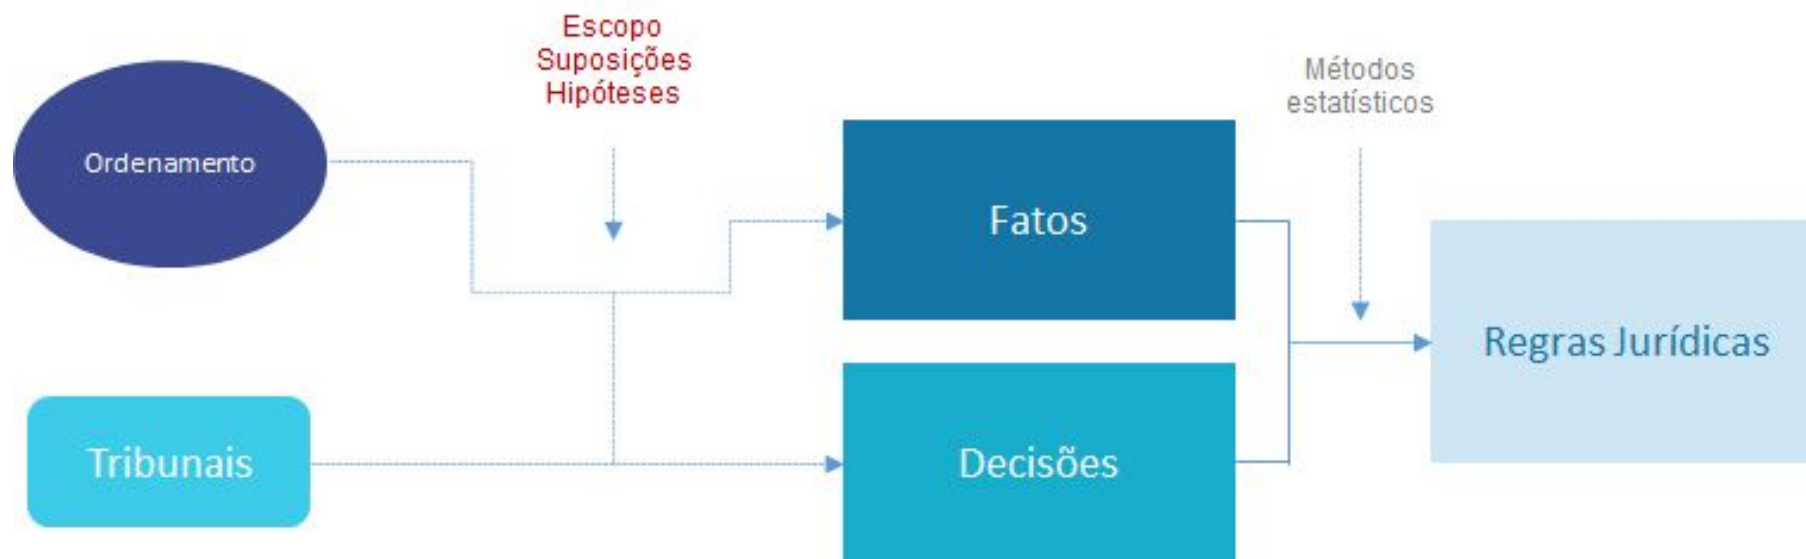 Escopo
Suposições
Hipóteses
Ordenamento
Métodos
estatísticos
Fatos
Regras Jurídicas
Tribunais
Decisões